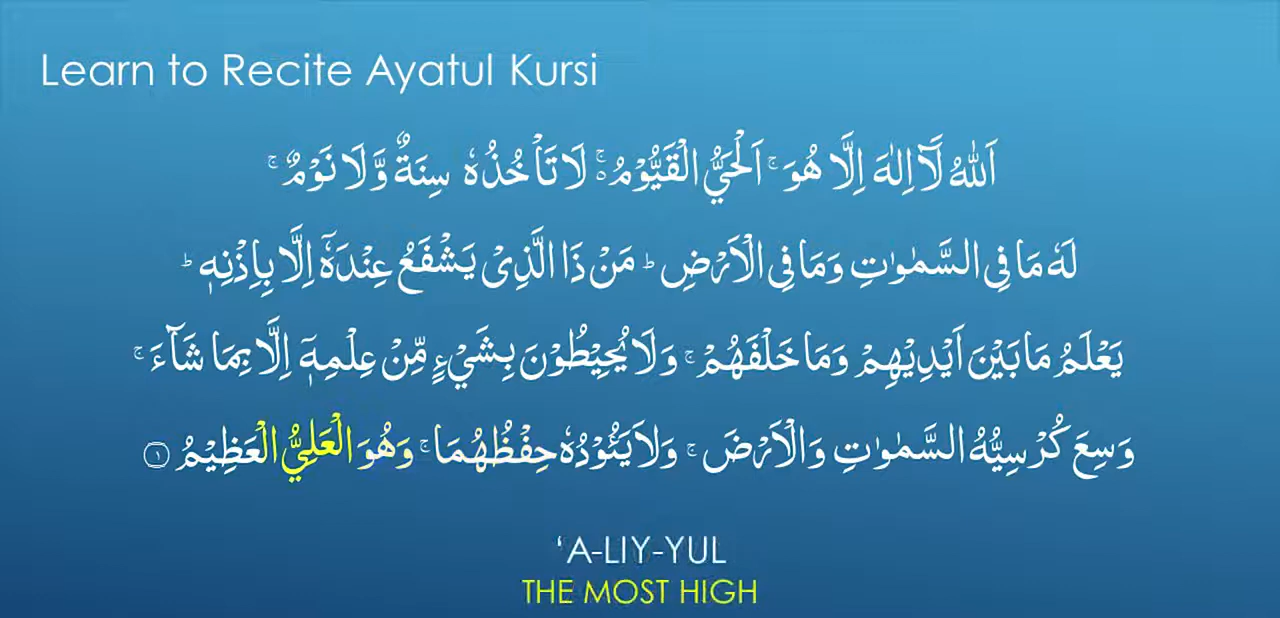 Learn to Recite Ayatul Kursi
اَللّٰهُ لَآ اِلٰهَ اِلَّا هُوَ ۚ اَلْحَيُّ الْقَيُّوْمُ ۚ۬ لَا تَاْخُذُهٗ سِنَةٌ وَّلَا نَوْمٌ ۚ
لَهٗ مَا فِى السَّمٰوٰتِ وَمَا فِى الْاَرْضِ ؕ مَنْ ذَا الَّذِىْ يَشْفَعُ عِنْدَهٗۤ اِلَّا بِاِذْنِهٖ ؕ
يَعْلَمُ مَا بَيْنَ اَيْدِيْهِمْ وَمَا خَلْفَهُمْ ۚ وَلَا يُحِيْطُوْنَ بِشَيْءٍ مِّنْ عِلْمِهٖۤ اِلَّا بِمَا شَآءَ ۚ
وَسِعَ كُرْسِيُّهُ السَّمٰوٰتِ وَالْاَرْضَ ۚ وَلَا يَئُوْدُهٗ حِفْظُهُمَا ۚ وَهُوَ الْعَلِيُّ الْعَظِيْمُ ۝۱
‘A-LIY-YUL
THE MOST HIGH